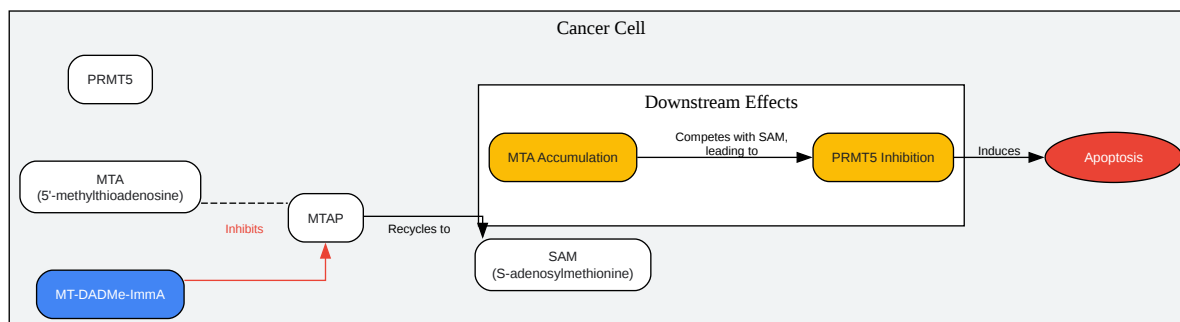 Cancer Cell
PRMT5
Downstream Effects
MTA Accumulation
Competes with SAM,
leading to
PRMT5 Inhibition
Induces
Apoptosis
MTA
(5'-methylthioadenosine)
Inhibits
MTAP
Recycles to
SAM
(S-adenosylmethionine)
MT-DADMe-ImmA